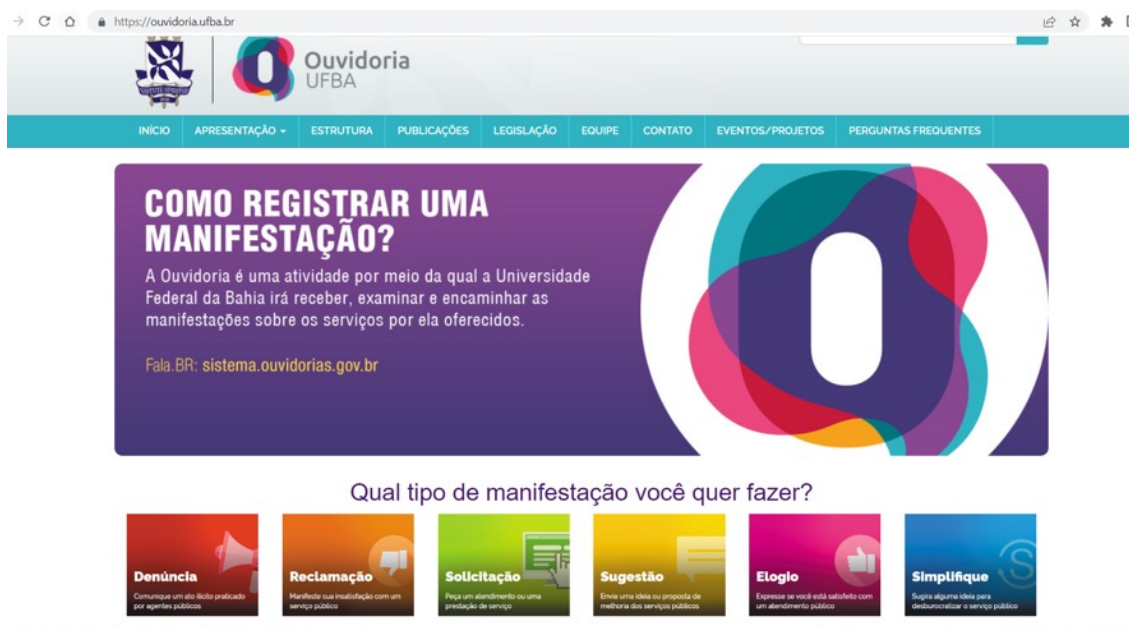 https://ouvidoria.ufba.br
Ouvidoria
UFBA
INÍCIO APRESENTAÇÃO ESTRUTURA PUBLICAÇÕES LEGISLAÇÃO EQUIPE CONTATO EVENTOS/PROJETOS PERGUNTAS FREQUENTES
COMO REGISTRAR UMA
MANIFESTAÇÃO?
A Ouvidoria é uma atividade por meio da qual a Universidade
Federal da Bahia irá receber, examinar e encaminhar as
manifestações sobre os serviços por ela oferecidos.
Fala.BR: sistema.ouvidorias.gov.br
Qual tipo de manifestação você quer fazer?
Denúncia
Comunique um ato ilícito praticado
por agentes públicos
Reclamação
Manifeste sua insatisfação com um
serviço público
Solicitação
Peça um atendimento ou uma
prestação de serviço
Sugestão
Envie uma ideia ou proposta de
melhoria dos serviços públicos
Elogio
Expresse se você está satisfeito com
um atendimento público
Simplifique
Sugira alguma ideia para
desburocratizar o serviço público